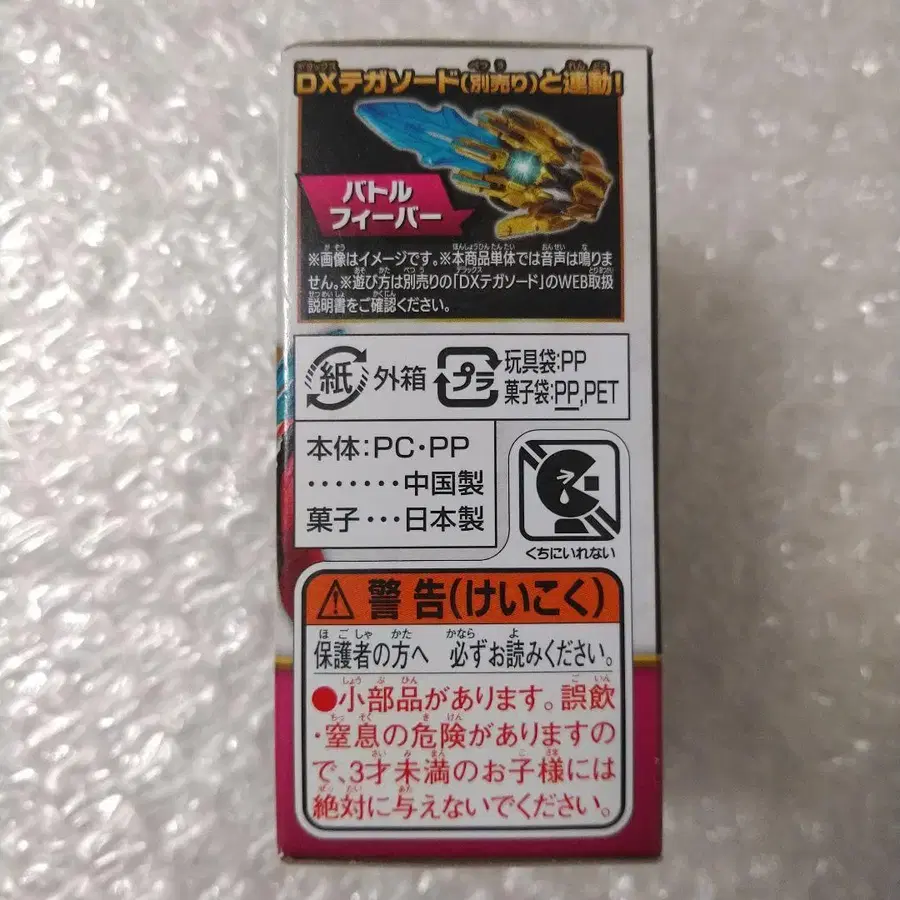 DXテガソード(別売り)と連動!
バトル
フィーバー
※画像はイメージです。※本商品単体では音声は鳴りま
せん。※遊び方は別売りの「DXテガソード」のWEB取扱
説明書をご確認ください。
紙 外箱
プラ
玩具袋:PP
菓子袋:PP,PET
本体:PC・PP
・・・・・・・中国製
菓子・・・日本製
くちにいれない
警告(けいこく)
保護者の方へ 必ずお読みください。
●小部品があります。誤飲
・窒息の危険がありますの
で、3才未満のお子様には
絶対に与えないでください。